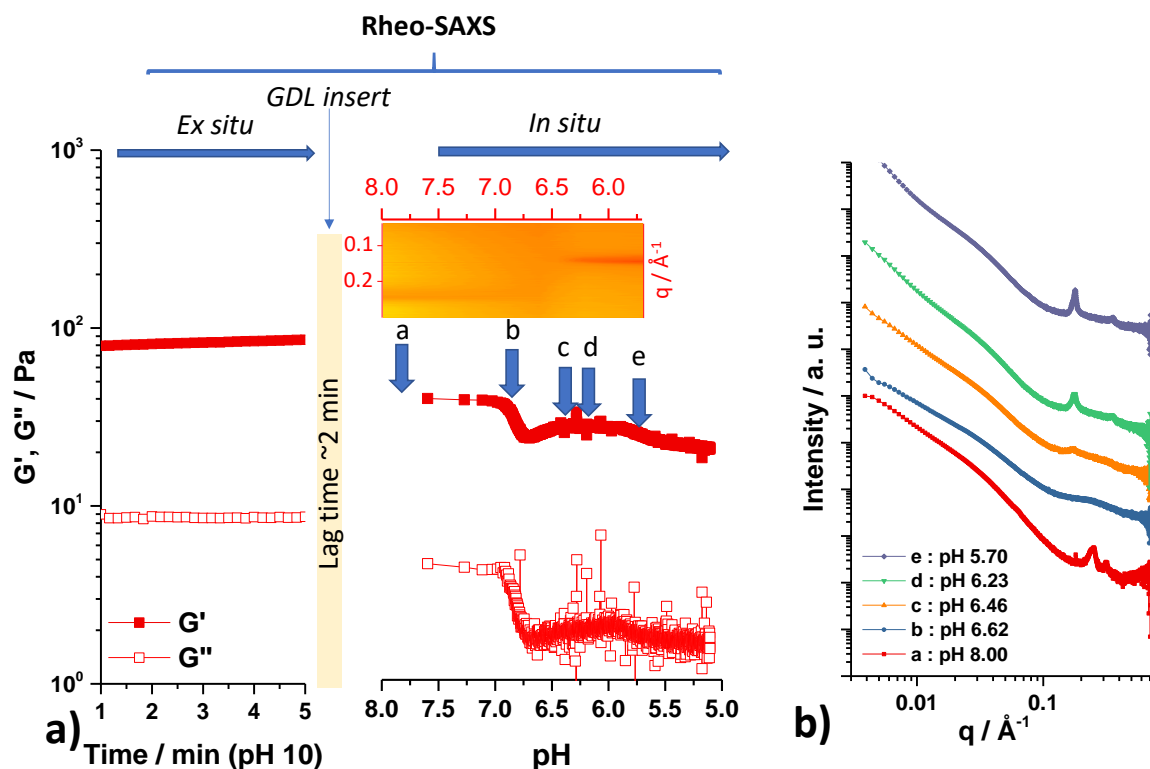 Rheo-SAXS
GDL insert
Ex situ
In situ
10³
10²
10¹
10⁰
G', G'' / Pa
8.0 7.5 7.0 6.5 6.0
0.1
0.2
q / Å⁻¹
a
b
c
d
e
Lag time ~2 min
G'
G''
1 2 3 4 5
Time / min (pH 10)
8.0 7.5 7.0 6.5 6.0 5.5 5.0
pH
a)
Intensity / a. u.
e : pH 5.70
d : pH 6.23
c : pH 6.46
b : pH 6.62
a : pH 8.00
0.01 0.1
q / Å⁻¹
b)